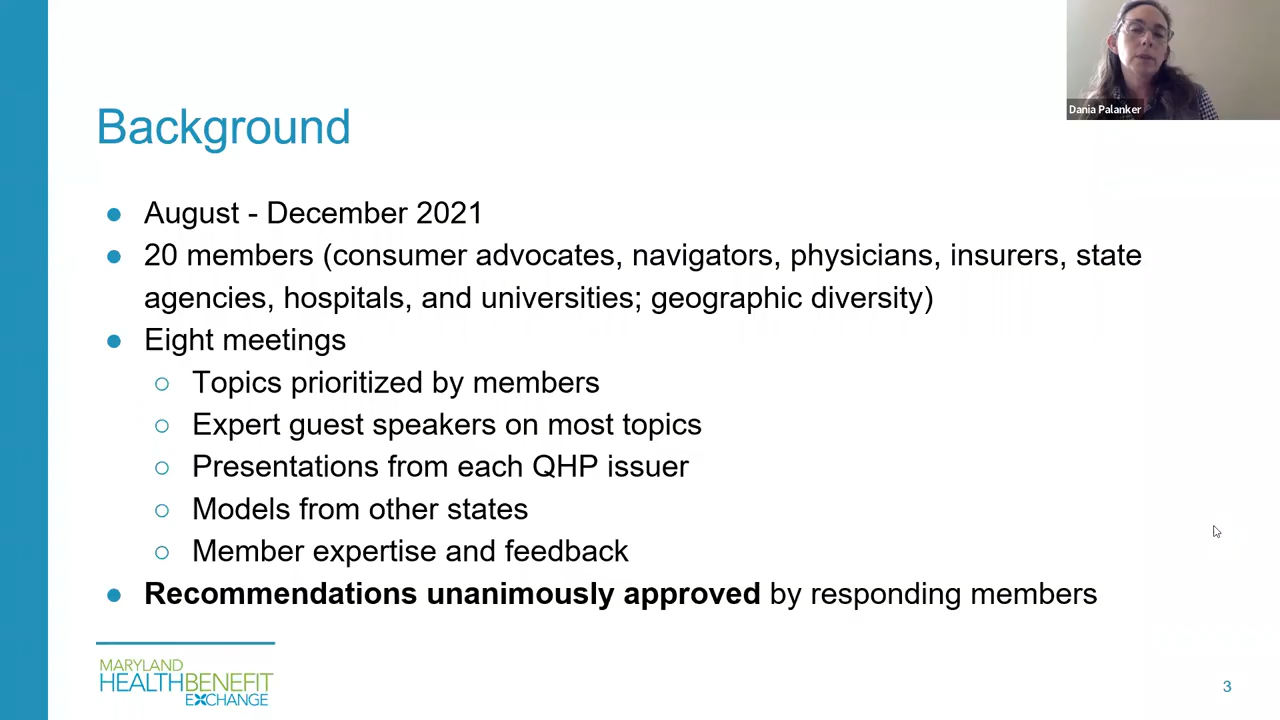 Dania Palanker
Background
● August - December 2021
● 20 members (consumer advocates, navigators, physicians, insurers, state
agencies, hospitals, and universities; geographic diversity)
● Eight meetings
○ Topics prioritized by members
○ Expert guest speakers on most topics
○ Presentations from each QHP issuer
○ Models from other states
○ Member expertise and feedback
● Recommendations unanimously approved by responding members
MARYLAND
HEALTHBENEFIT
EXCHANGE
3